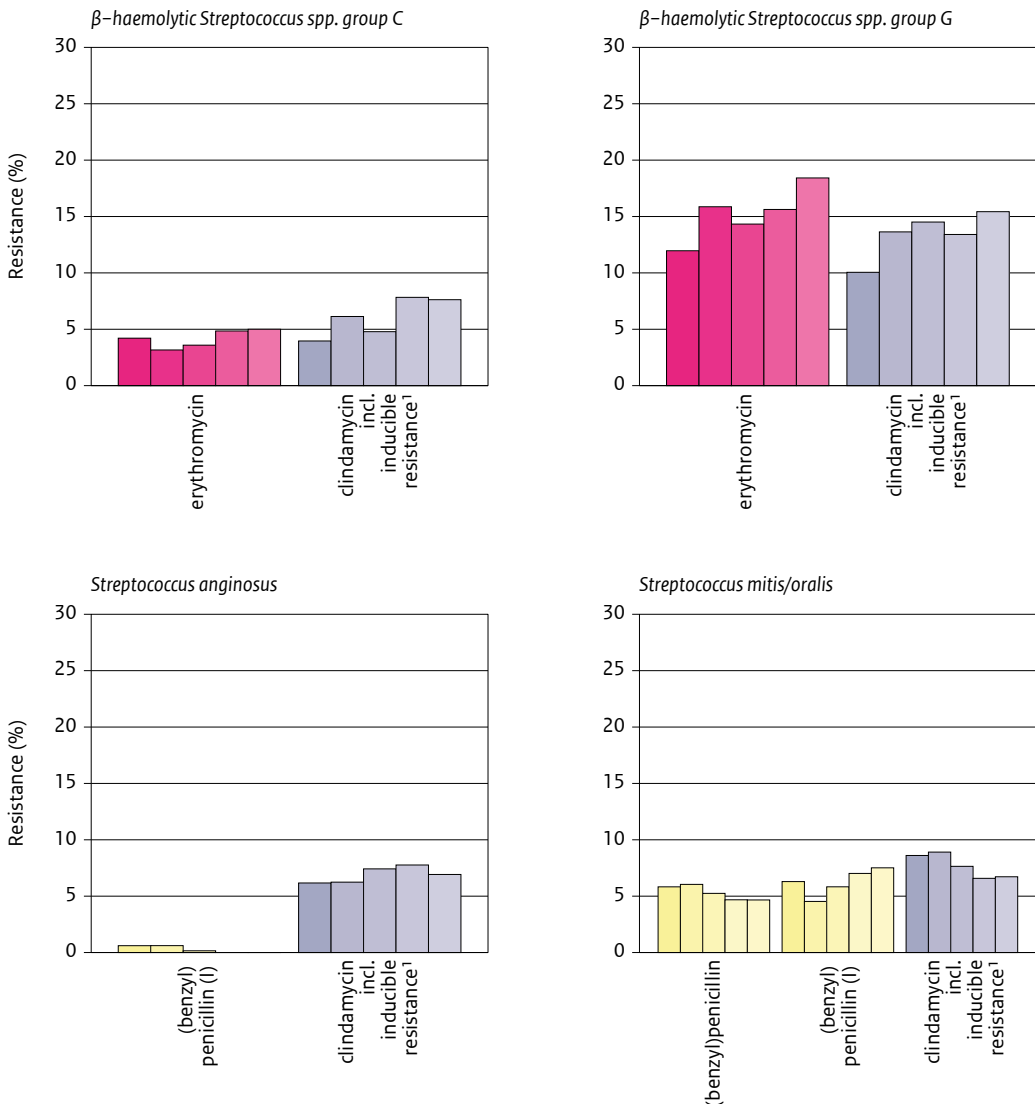 β–haemolytic Streptococcus spp. group C
30
25
20
15
10
5
0
Resistance (%)
erythromycin
clindamycin
incl.
inducible
resistance¹
β–haemolytic Streptococcus spp. group G
30
25
20
15
10
5
0
erythromycin
clindamycin
incl.
inducible
resistance¹
Streptococcus anginosus
30
25
20
15
10
5
0
Resistance (%)
(benzyl)
penicillin (I)
clindamycin
incl.
inducible
resistance¹
Streptococcus mitis/oralis
30
25
20
15
10
5
0
(benzyl)penicillin
(benzyl)
penicillin (I)
clindamycin
incl.
inducible
resistance¹